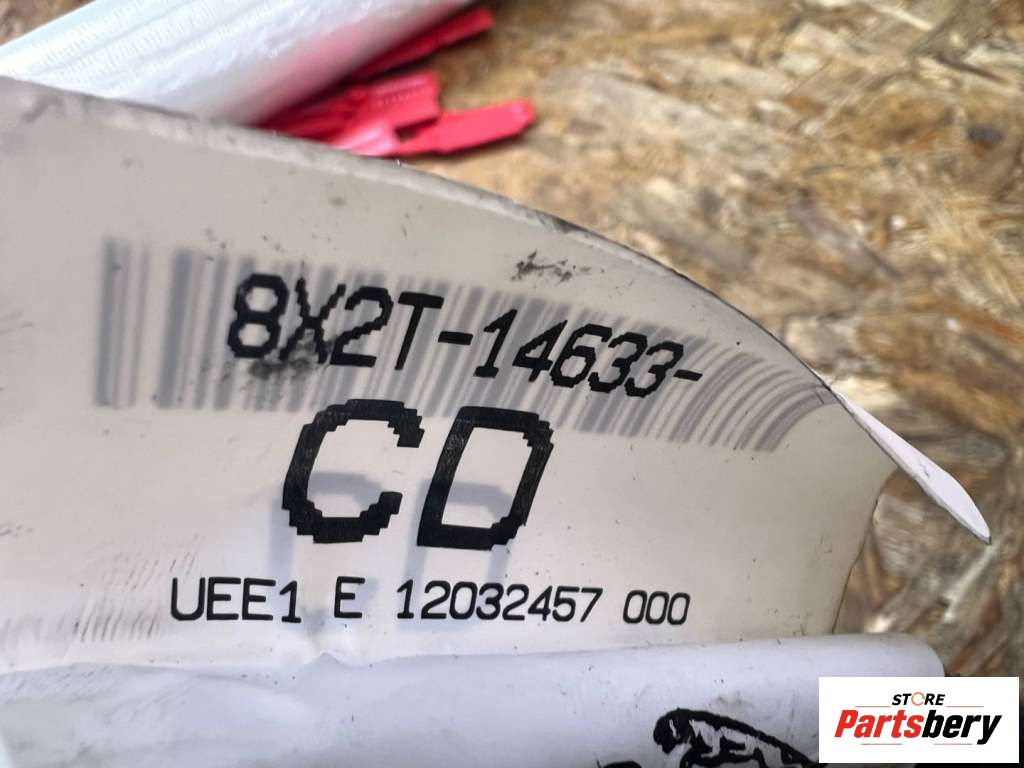 8X2T-14633-
CD
UEE1 E 12032457 000
STORE
Partsbery